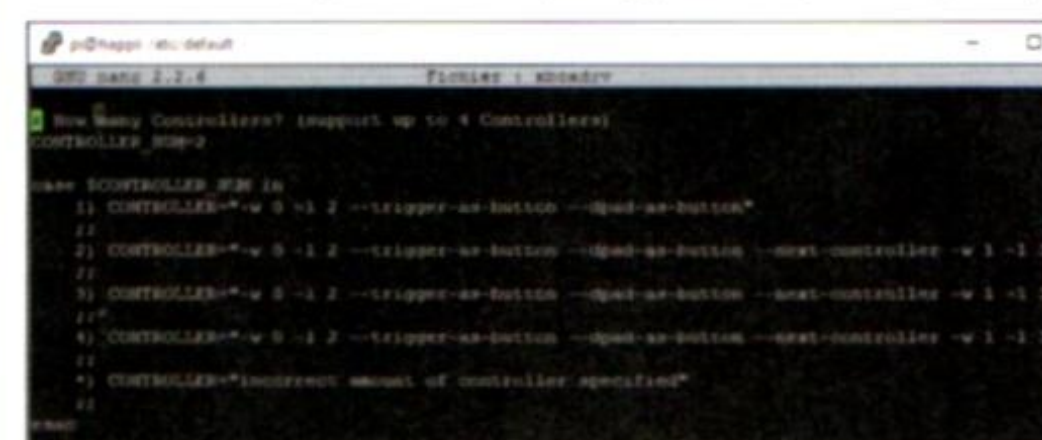 /etc/default
GNU nano 2.2.6 Fichier : xboxdrv
# How many Controllers? (support up to 4 Controllers)
CONTROLLER_NUM=2
case $CONTROLLER_NUM in
1) CONTROLLER="-w 0 -l 2 --trigger-as-button --dpad-as-button"
;;
2) CONTROLLER="-w 0 -l 2 --trigger-as-button --dpad-as-button --next-controller -w 1 -l
;;
3) CONTROLLER="-w 0 -l 2 --trigger-as-button --dpad-as-button --next-controller -w 1 -l
;;
4) CONTROLLER="-w 0 -l 2 --trigger-as-button --dpad-as-button --next-controller -w 1 -l
;;
*) CONTROLLER="incorrect amount of controller specified"
;;
esac